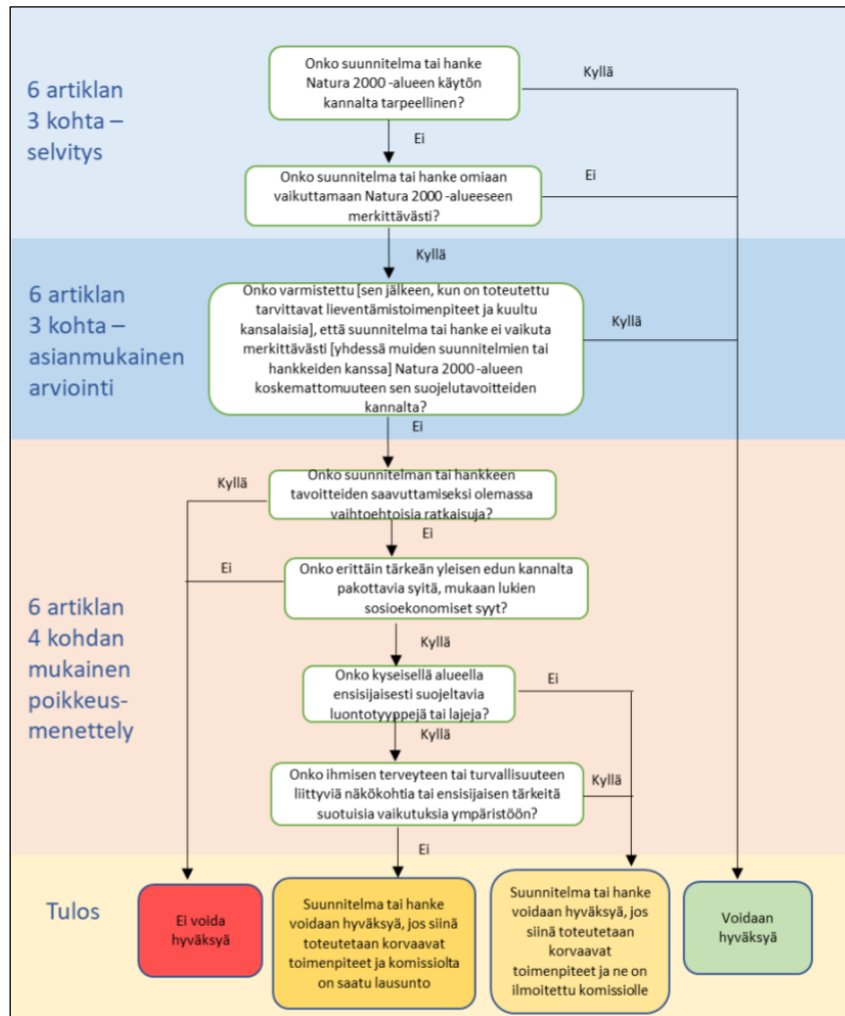 Onko suunnitelma tai hanke
Natura 2000 -alueen käytön
kannalta tarpeellinen?
Kyllä
6 artiklan
3 kohta –
selvitys
Ei
Onko suunnitelma tai hanke omiaan
vaikuttamaan Natura 2000 -alueeseen
merkittävästi?
Ei
Kyllä
6 artiklan
3 kohta –
asianmukainen
arviointi
Onko varmistettu [sen jälkeen, kun on toteutettu
tarvittavat lieventämistoimenpiteet ja kuultu
kansalaisia], että suunnitelma tai hanke ei vaikuta
merkittävästi [yhdessä muiden suunnitelmien tai
hankkeiden kanssa] Natura 2000 -alueen
koskemattomuuteen sen suojelutavoitteiden
kannalta?
Kyllä
Ei
Kyllä
Onko suunnitelman tai hankkeen
tavoitteiden saavuttamiseksi olemassa
vaihtoehtoisia ratkaisuja?
Ei
Ei
Onko erittäin tärkeän yleisen edun kannalta
pakottavia syitä, mukaan lukien
sosioekonomiset syyt?
6 artiklan
4 kohdan
mukainen
poikkeus-
menettely
Kyllä
Onko kyseisellä alueella
ensisijaisesti suojeltavia
luontotyyppejä tai lajeja?
Ei
Kyllä
Onko ihmisen terveyteen tai turvallisuuteen
liittyviä näkökohtia tai ensisijaisen tärkeitä
suotuisia vaikutuksia ympäristöön?
Kyllä
Ei
Tulos
Ei voida
hyväksyä
Suunnitelma tai hanke
voidaan hyväksyä, jos siinä
toteutetaan korvaavat
toimenpiteet ja komissiolta
on saatu lausunto
Suunnitelma tai hanke
voidaan hyväksyä, jos
siinä toteutetaan
korvaavat
toimenpiteet ja ne on
ilmoitettu komissiolle
Voidaan
hyväksyä